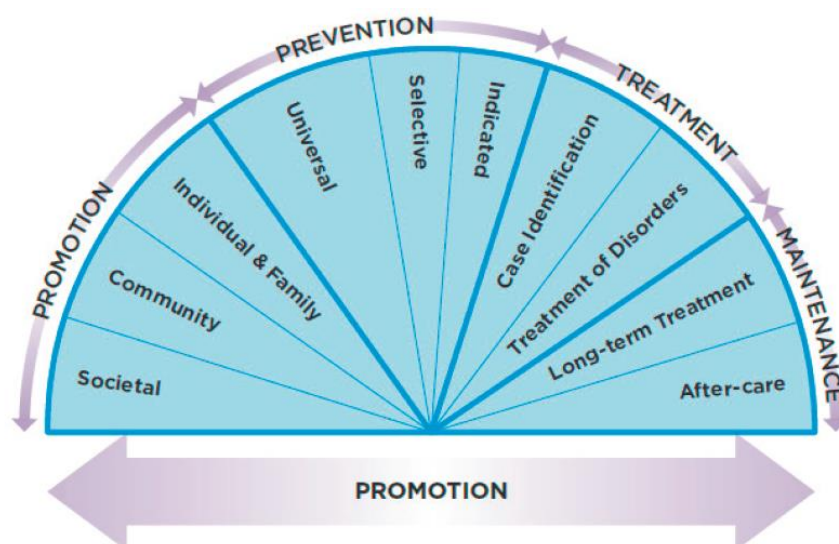 PROMOTION
PREVENTION
TREATMENT
MAINTENANCE
Societal
Community
Individual & Family
Universal
Selective
Indicated
Case Identification
Treatment of Disorders
Long-term Treatment
After-care
PROMOTION